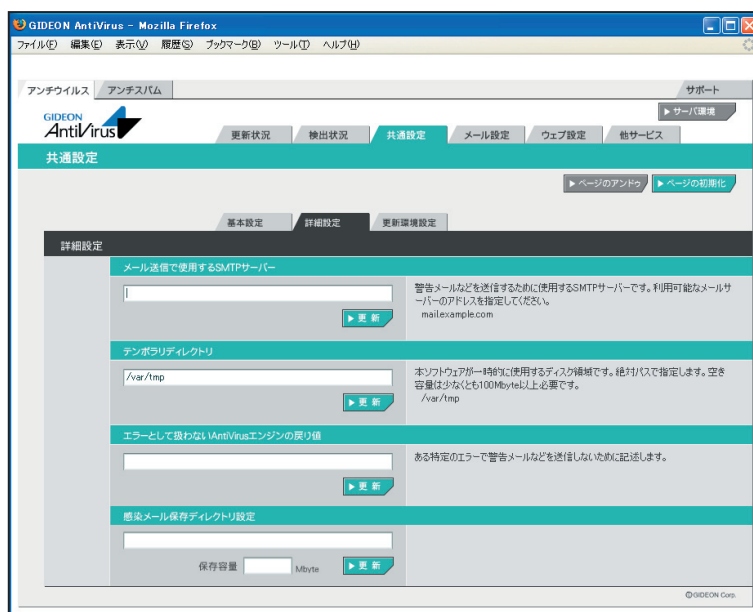 GIDEON AntiVirus - Mozilla Firefox
ファイル(F) 編集(E) 表示(V) 履歴(S) ブックマーク(B) ツール(T) ヘルプ(H)
アンチウイルス アンチスパム サポート
▶サーバ環境
GIDEON
AntiVirus
更新状況 検出状況 共通設定 メール設定 ウェブ設定 他サービス
共通設定
▶ページのアンドゥ ▶ページの初期化
基本設定 詳細設定 更新環境設定
詳細設定
メール送信で使用するSMTPサーバー
警告メールなどを送信するために使用するSMTPサーバーです。利用可能なメールサ
ーバーのアドレスを指定してください。
mail.example.com
▶更 新
テンポラリディレクトリ
/var/tmp
本ソフトウェアが一時的に使用するディスク領域です。絶対パスで指定します。空き
容量は少なくとも100Mbyte以上必要です。
/var/tmp
▶更 新
エラーとして扱わないAntiVirusエンジンの戻り値
ある特定のエラーで警告メールなどを送信しないために記述します。
▶更 新
感染メール保存ディレクトリ設定
保存容量 Mbyte ▶更 新
©GIDEON Corp.